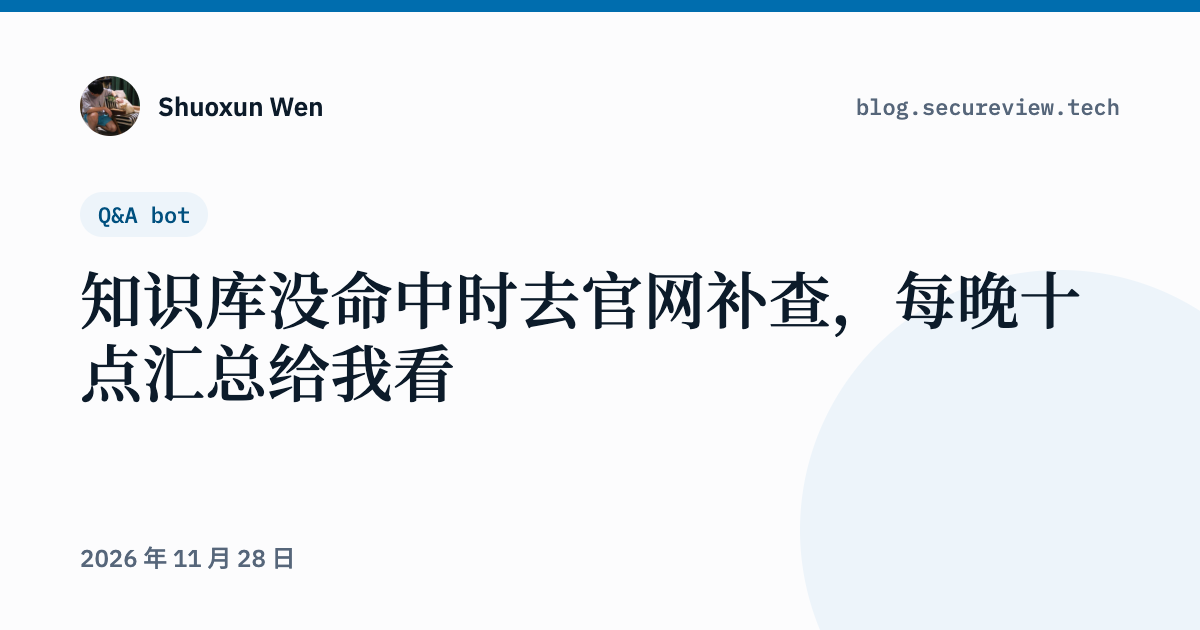 Shuoxun Wen
blog.secureview.tech
Q&A bot
知识库没命中时去官网补查，每晚十
点汇总给我看
2026 年 11 月 28 日